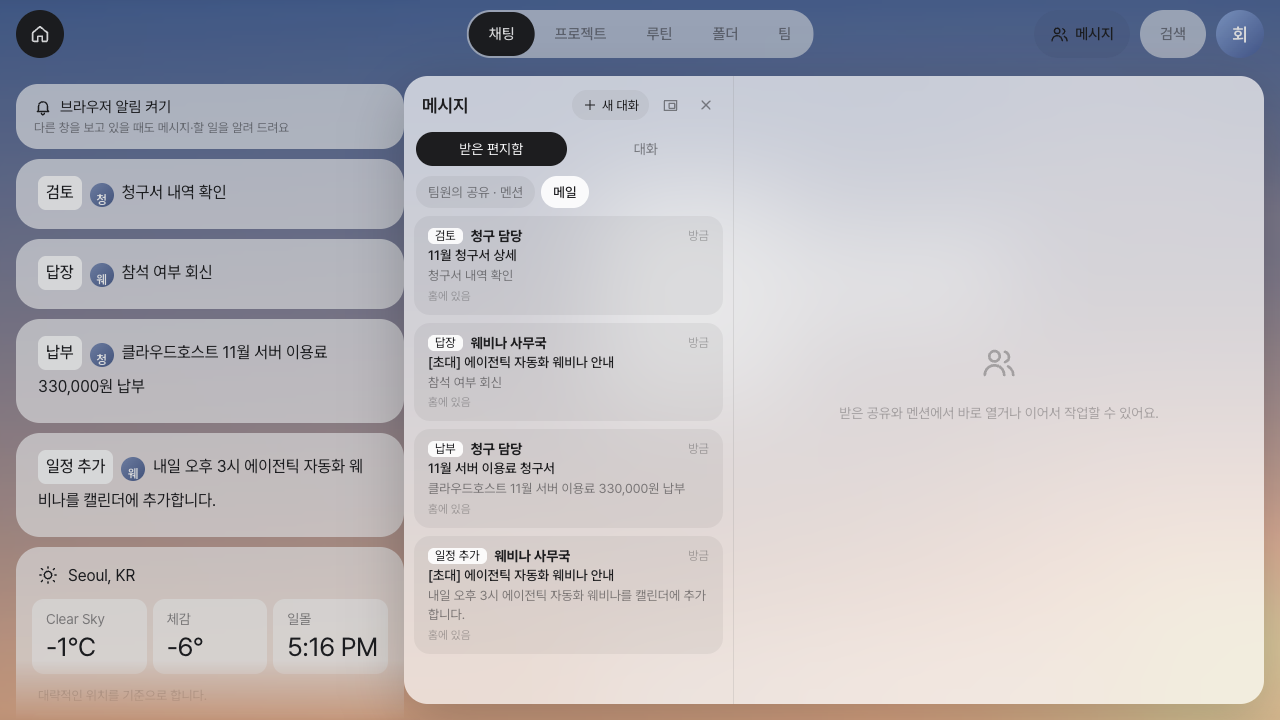 채팅
프로젝트
루틴
폴더
팀
메시지
검색
회
브라우저 알림 켜기
다른 창을 보고 있을 때도 메시지·할 일을 알려 드려요
검토 청 청구서 내역 확인
답장 웨 참석 여부 회신
납부 청 클라우드호스트 11월 서버 이용료
330,000원 납부
일정 추가 웨 내일 오후 3시 에이전틱 자동화 웨
비나를 캘린더에 추가합니다.
Seoul, KR
Clear Sky
-1°C
체감
-6°
일몰
5:16 PM
대략적인 위치를 기준으로 합니다.
메시지
새 대화
받은 편지함
대화
팀원의 공유 · 멘션
메일
검토 청구 담당 방금
11월 청구서 상세
청구서 내역 확인
홈에 있음
답장 웨비나 사무국 방금
[초대] 에이전틱 자동화 웨비나 안내
참석 여부 회신
홈에 있음
납부 청구 담당 방금
11월 서버 이용료 청구서
클라우드호스트 11월 서버 이용료 330,000원 납부
홈에 있음
일정 추가 웨비나 사무국 방금
[초대] 에이전틱 자동화 웨비나 안내
내일 오후 3시 에이전틱 자동화 웨비나를 캘린더에 추가
합니다.
홈에 있음
받은 공유와 멘션에서 바로 열거나 이어서 작업할 수 있어요.